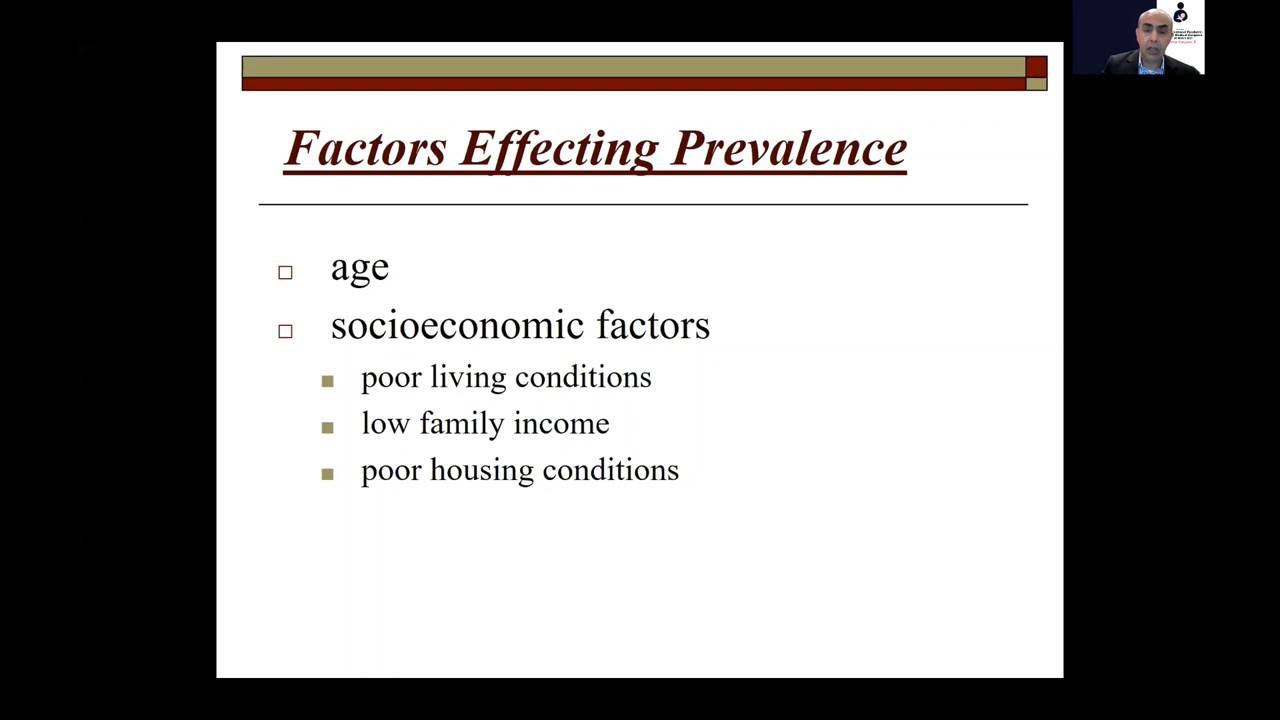 Factors Effecting Prevalence
age
socioeconomic factors
poor living conditions
low family income
poor housing conditions